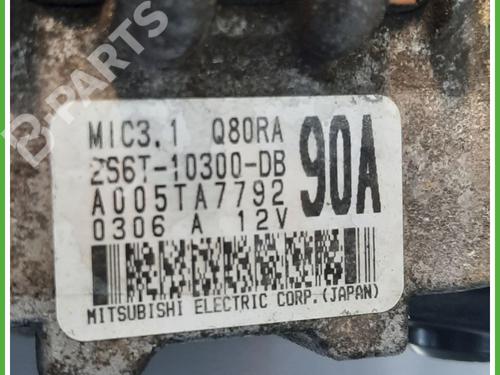 B-PARTS
MIC3.1 Q80RA
2S6T-10300-DB
A005TA7792
90A
0306 A 12V
MITSUBISHI ELECTRIC CORP.(JAPAN)